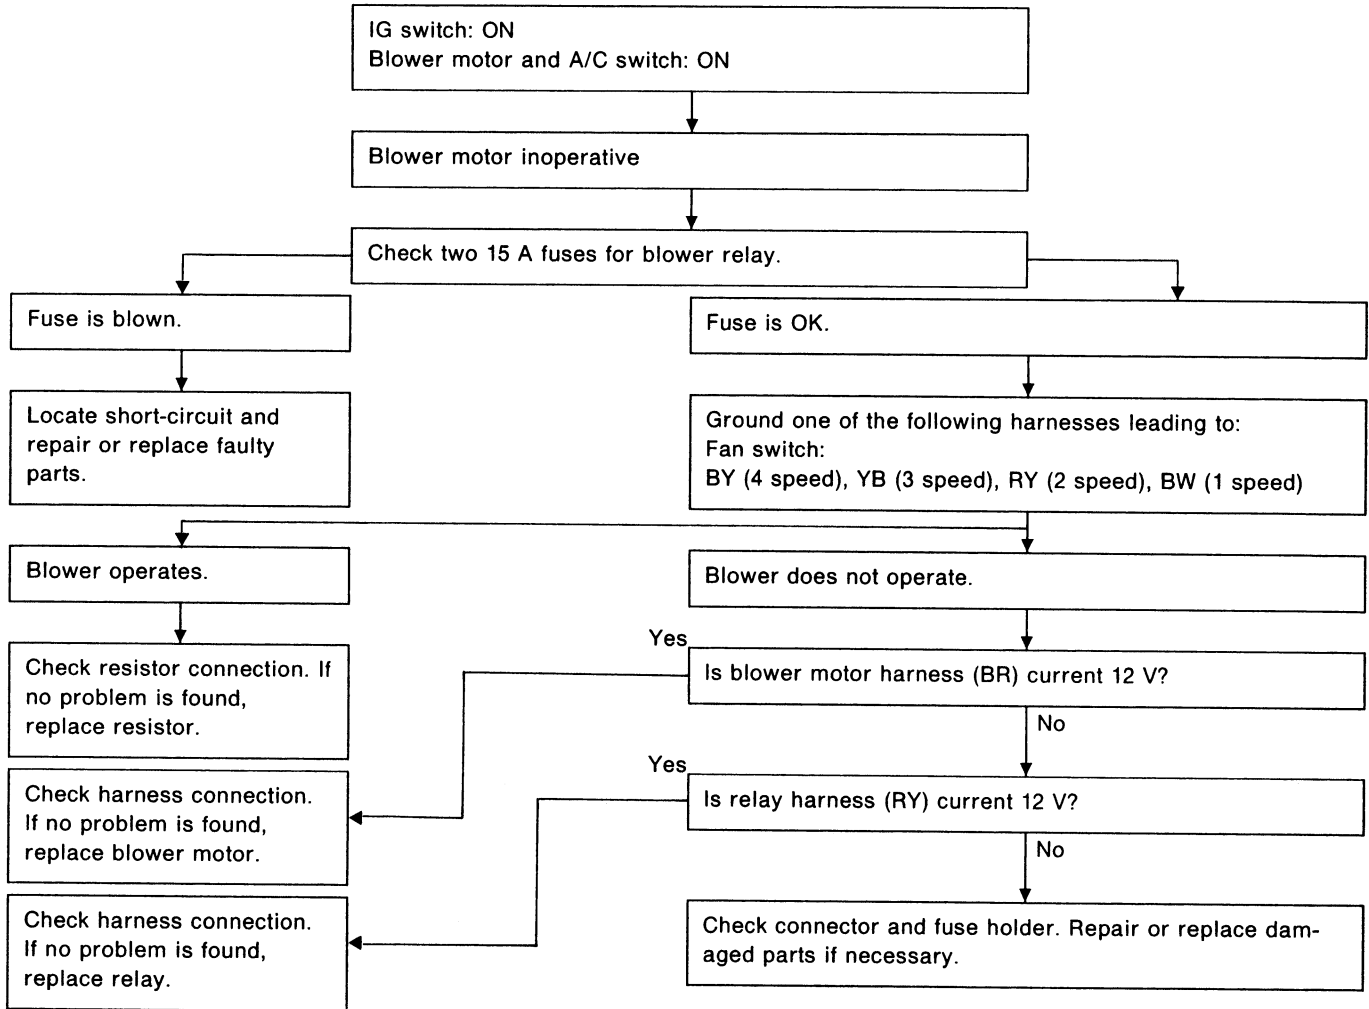 IG switch: ON
Blower motor and A/C switch: ON
Blower motor inoperative
Check two 15 A fuses for blower relay.
Fuse is blown.
Fuse is OK.
Locate short-circuit and
repair or replace faulty
parts.
Ground one of the following harnesses leading to:
Fan switch:
BY (4 speed), YB (3 speed), RY (2 speed), BW (1 speed)
Blower operates.
Blower does not operate.
Check resistor connection. If
no problem is found,
replace resistor.
Yes
Is blower motor harness (BR) current 12 V?
No
Check harness connection.
If no problem is found,
replace blower motor.
Yes
Is relay harness (RY) current 12 V?
No
Check harness connection.
If no problem is found,
replace relay.
Check connector and fuse holder. Repair or replace dam-
aged parts if necessary.